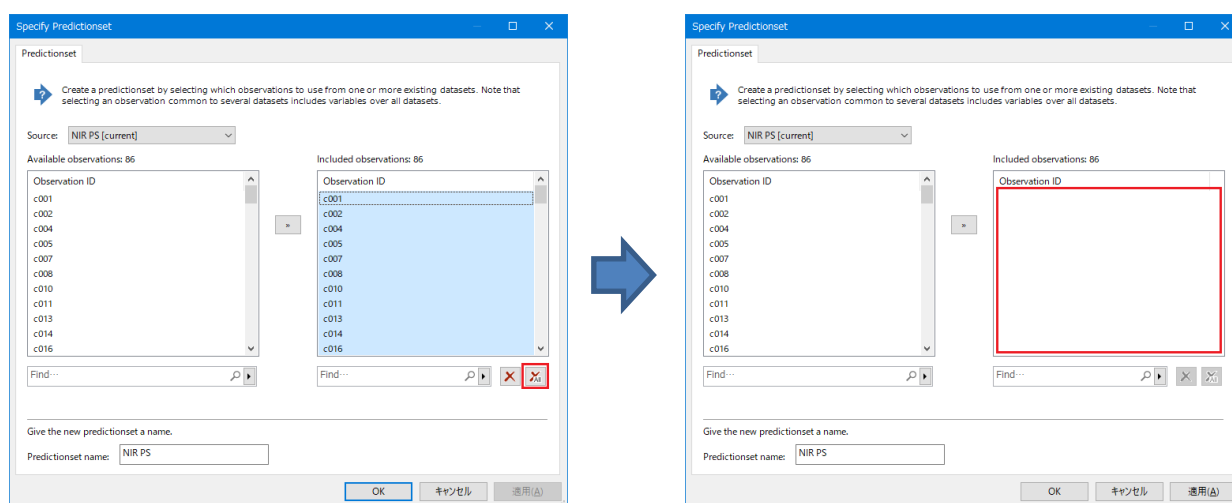 Specify Predictionset
Predictionset
Create a predictionset by selecting which observations to use from one or more existing datasets. Note that
selecting an observation common to several datasets includes variables over all datasets.
Source: NIR PS [current]
Available observations: 86
Included observations: 86
Observation ID
c001
c002
c004
c005
c007
c008
c010
c011
c013
c014
c016
Observation ID
c001
c002
c004
c005
c007
c008
c010
c011
c013
c014
c016
»
Find…
Find…
All
Give the new predictionset a name.
Predictionset name: NIR PS
OK キャンセル 適用(A)
Specify Predictionset
Predictionset
Create a predictionset by selecting which observations to use from one or more existing datasets. Note that
selecting an observation common to several datasets includes variables over all datasets.
Source: NIR PS [current]
Available observations: 86
Included observations: 86
Observation ID
c001
c002
c004
c005
c007
c008
c010
c011
c013
c014
c016
Observation ID
»
Find…
Find…
All
Give the new predictionset a name.
Predictionset name: NIR PS
OK キャンセル 適用(A)